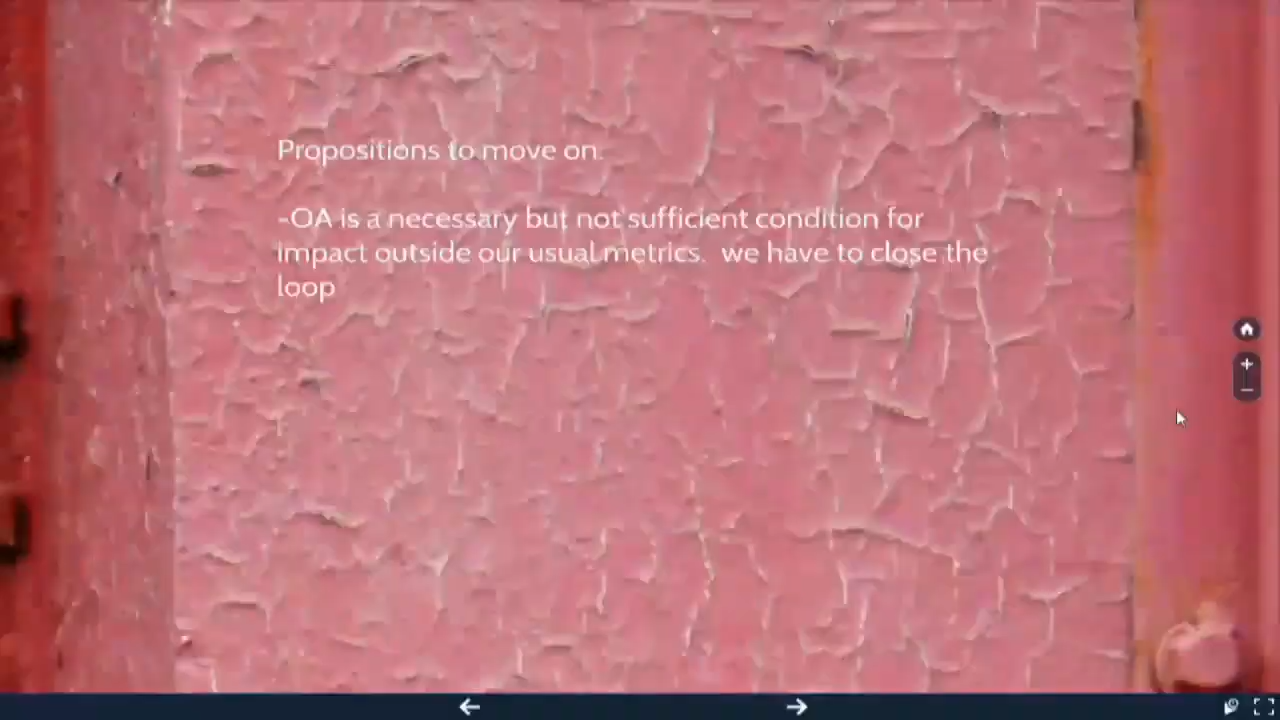 Propositions to move on.
-OA is a necessary but not sufficient condition for
impact outside our usual metrics.  we have to close the
loop